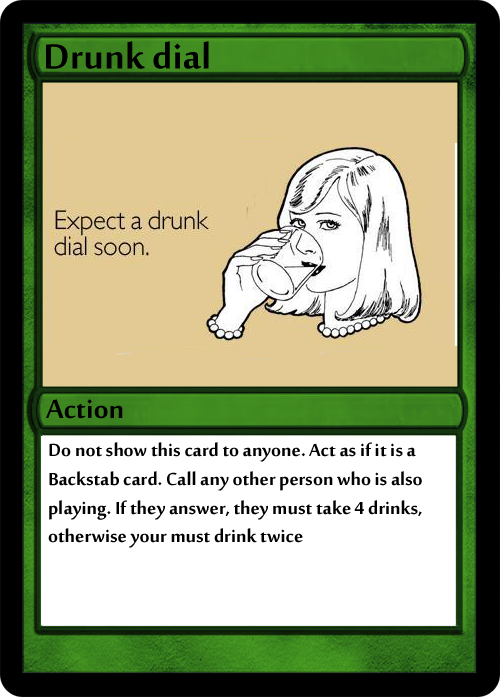 Drunk dial
Expect a drunk
dial soon.
Action
Do not show this card to anyone. Act as if it is a
Backstab card. Call any other person who is also
playing. If they answer, they must take 4 drinks,
otherwise your must drink twice